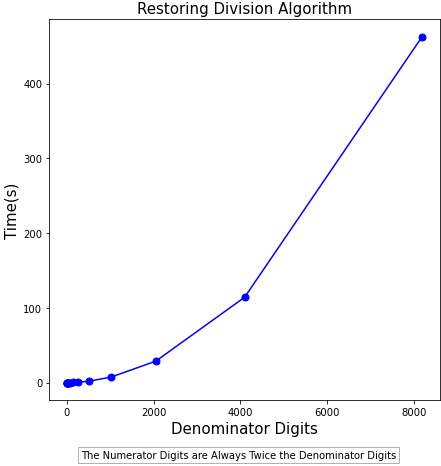 Restoring Division Algorithm
400
300
200
100
0
Time(s)
0 2000 4000 6000 8000
Denominator Digits
The Numerator Digits are Always Twice the Denominator Digits